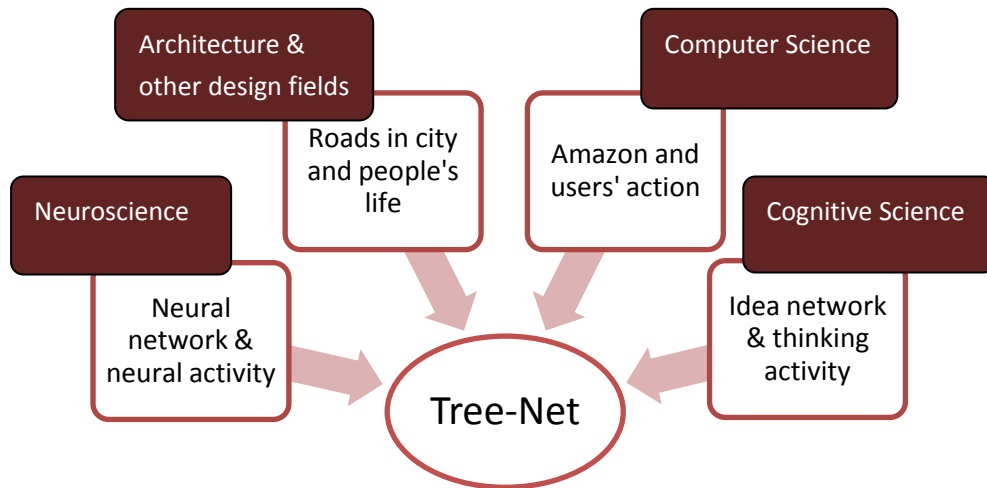 Architecture &
other design fields
Roads in city
and people's
life
Computer Science
Amazon and
users' action
Neuroscience
Neural
network &
neural activity
Cognitive Science
Idea network
& thinking
activity
Tree-Net